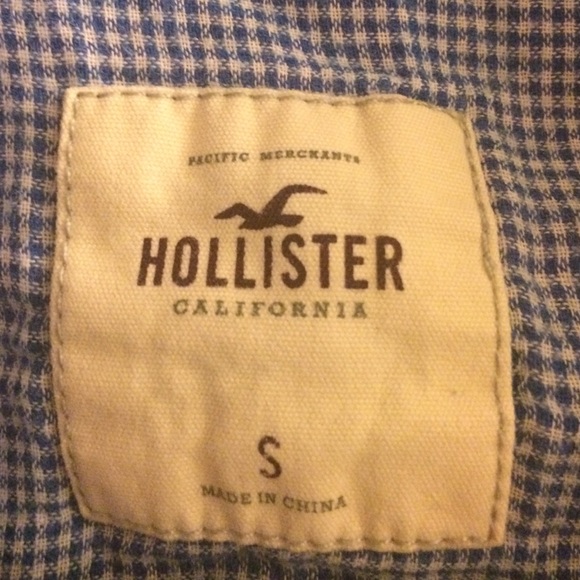 PACIFIC MERCHANTS
HOLLISTER
CALIFORNIA
S
MADE IN CHINA